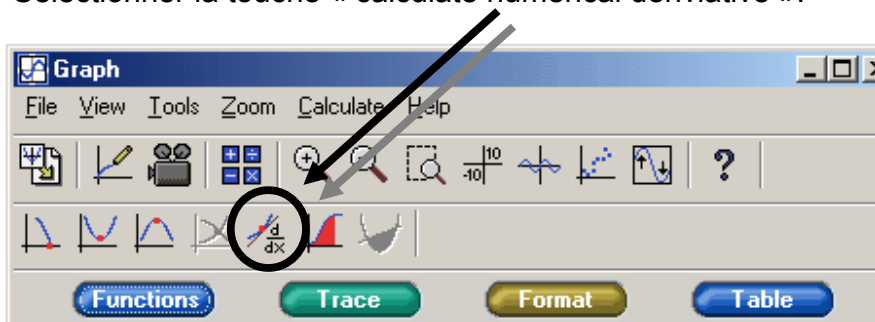 Sélectionner la touche « calculate numerical derivative ».
Graph
File View Tools Zoom Calculate Help
10
-10
?
d
dx
Functions Trace Format Table